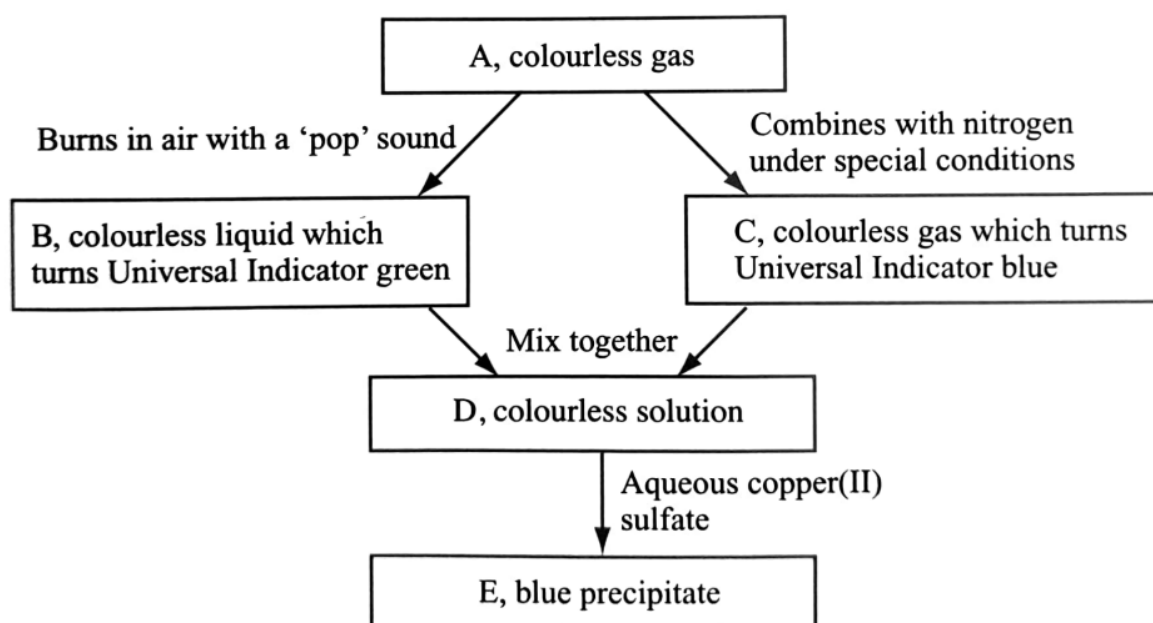 A, colourless gas
Burns in air with a ‘pop’ sound
Combines with nitrogen
under special conditions
B, colourless liquid which
turns Universal Indicator green
C, colourless gas which turns
Universal Indicator blue
Mix together
D, colourless solution
Aqueous copper(II)
sulfate
E, blue precipitate